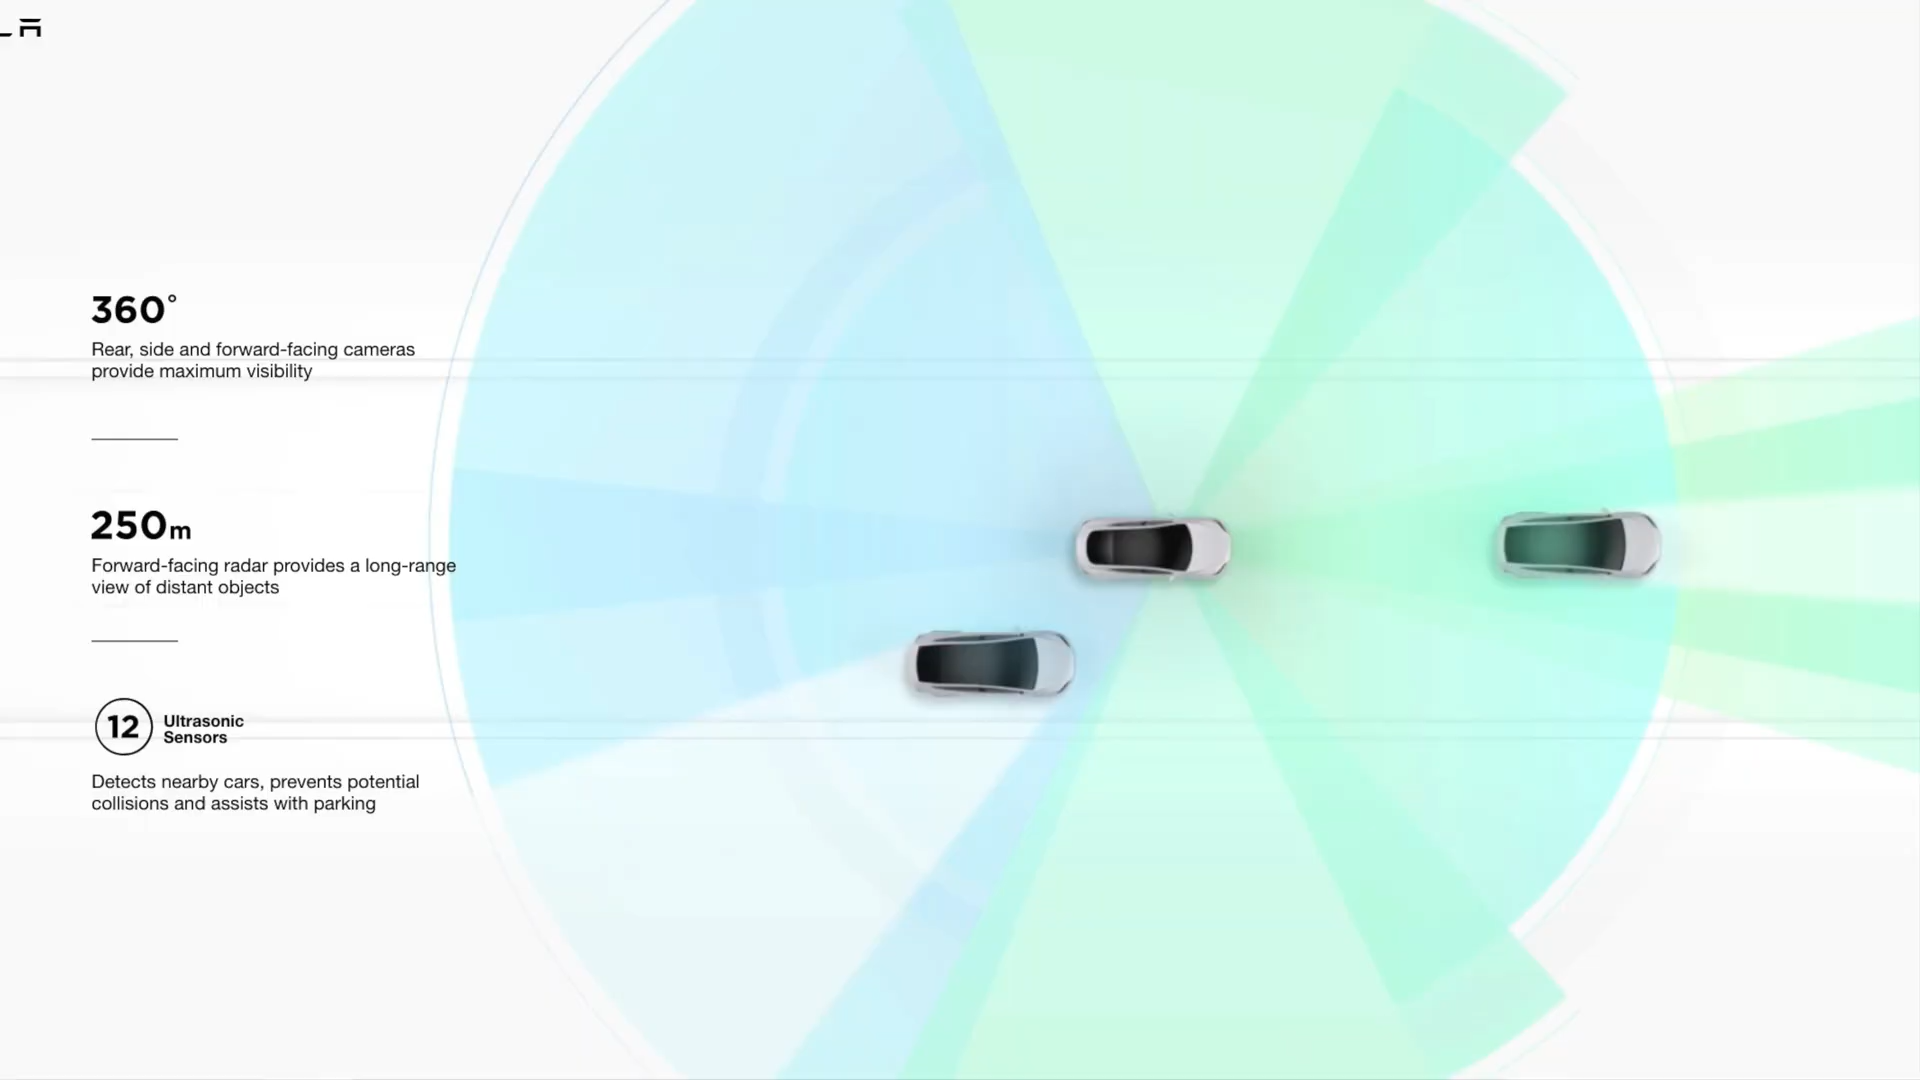 LA
360°
Rear, side and forward-facing cameras
provide maximum visibility
250m
Forward-facing radar provides a long-range
view of distant objects
12 Ultrasonic
Sensors
Detects nearby cars, prevents potential
collisions and assists with parking